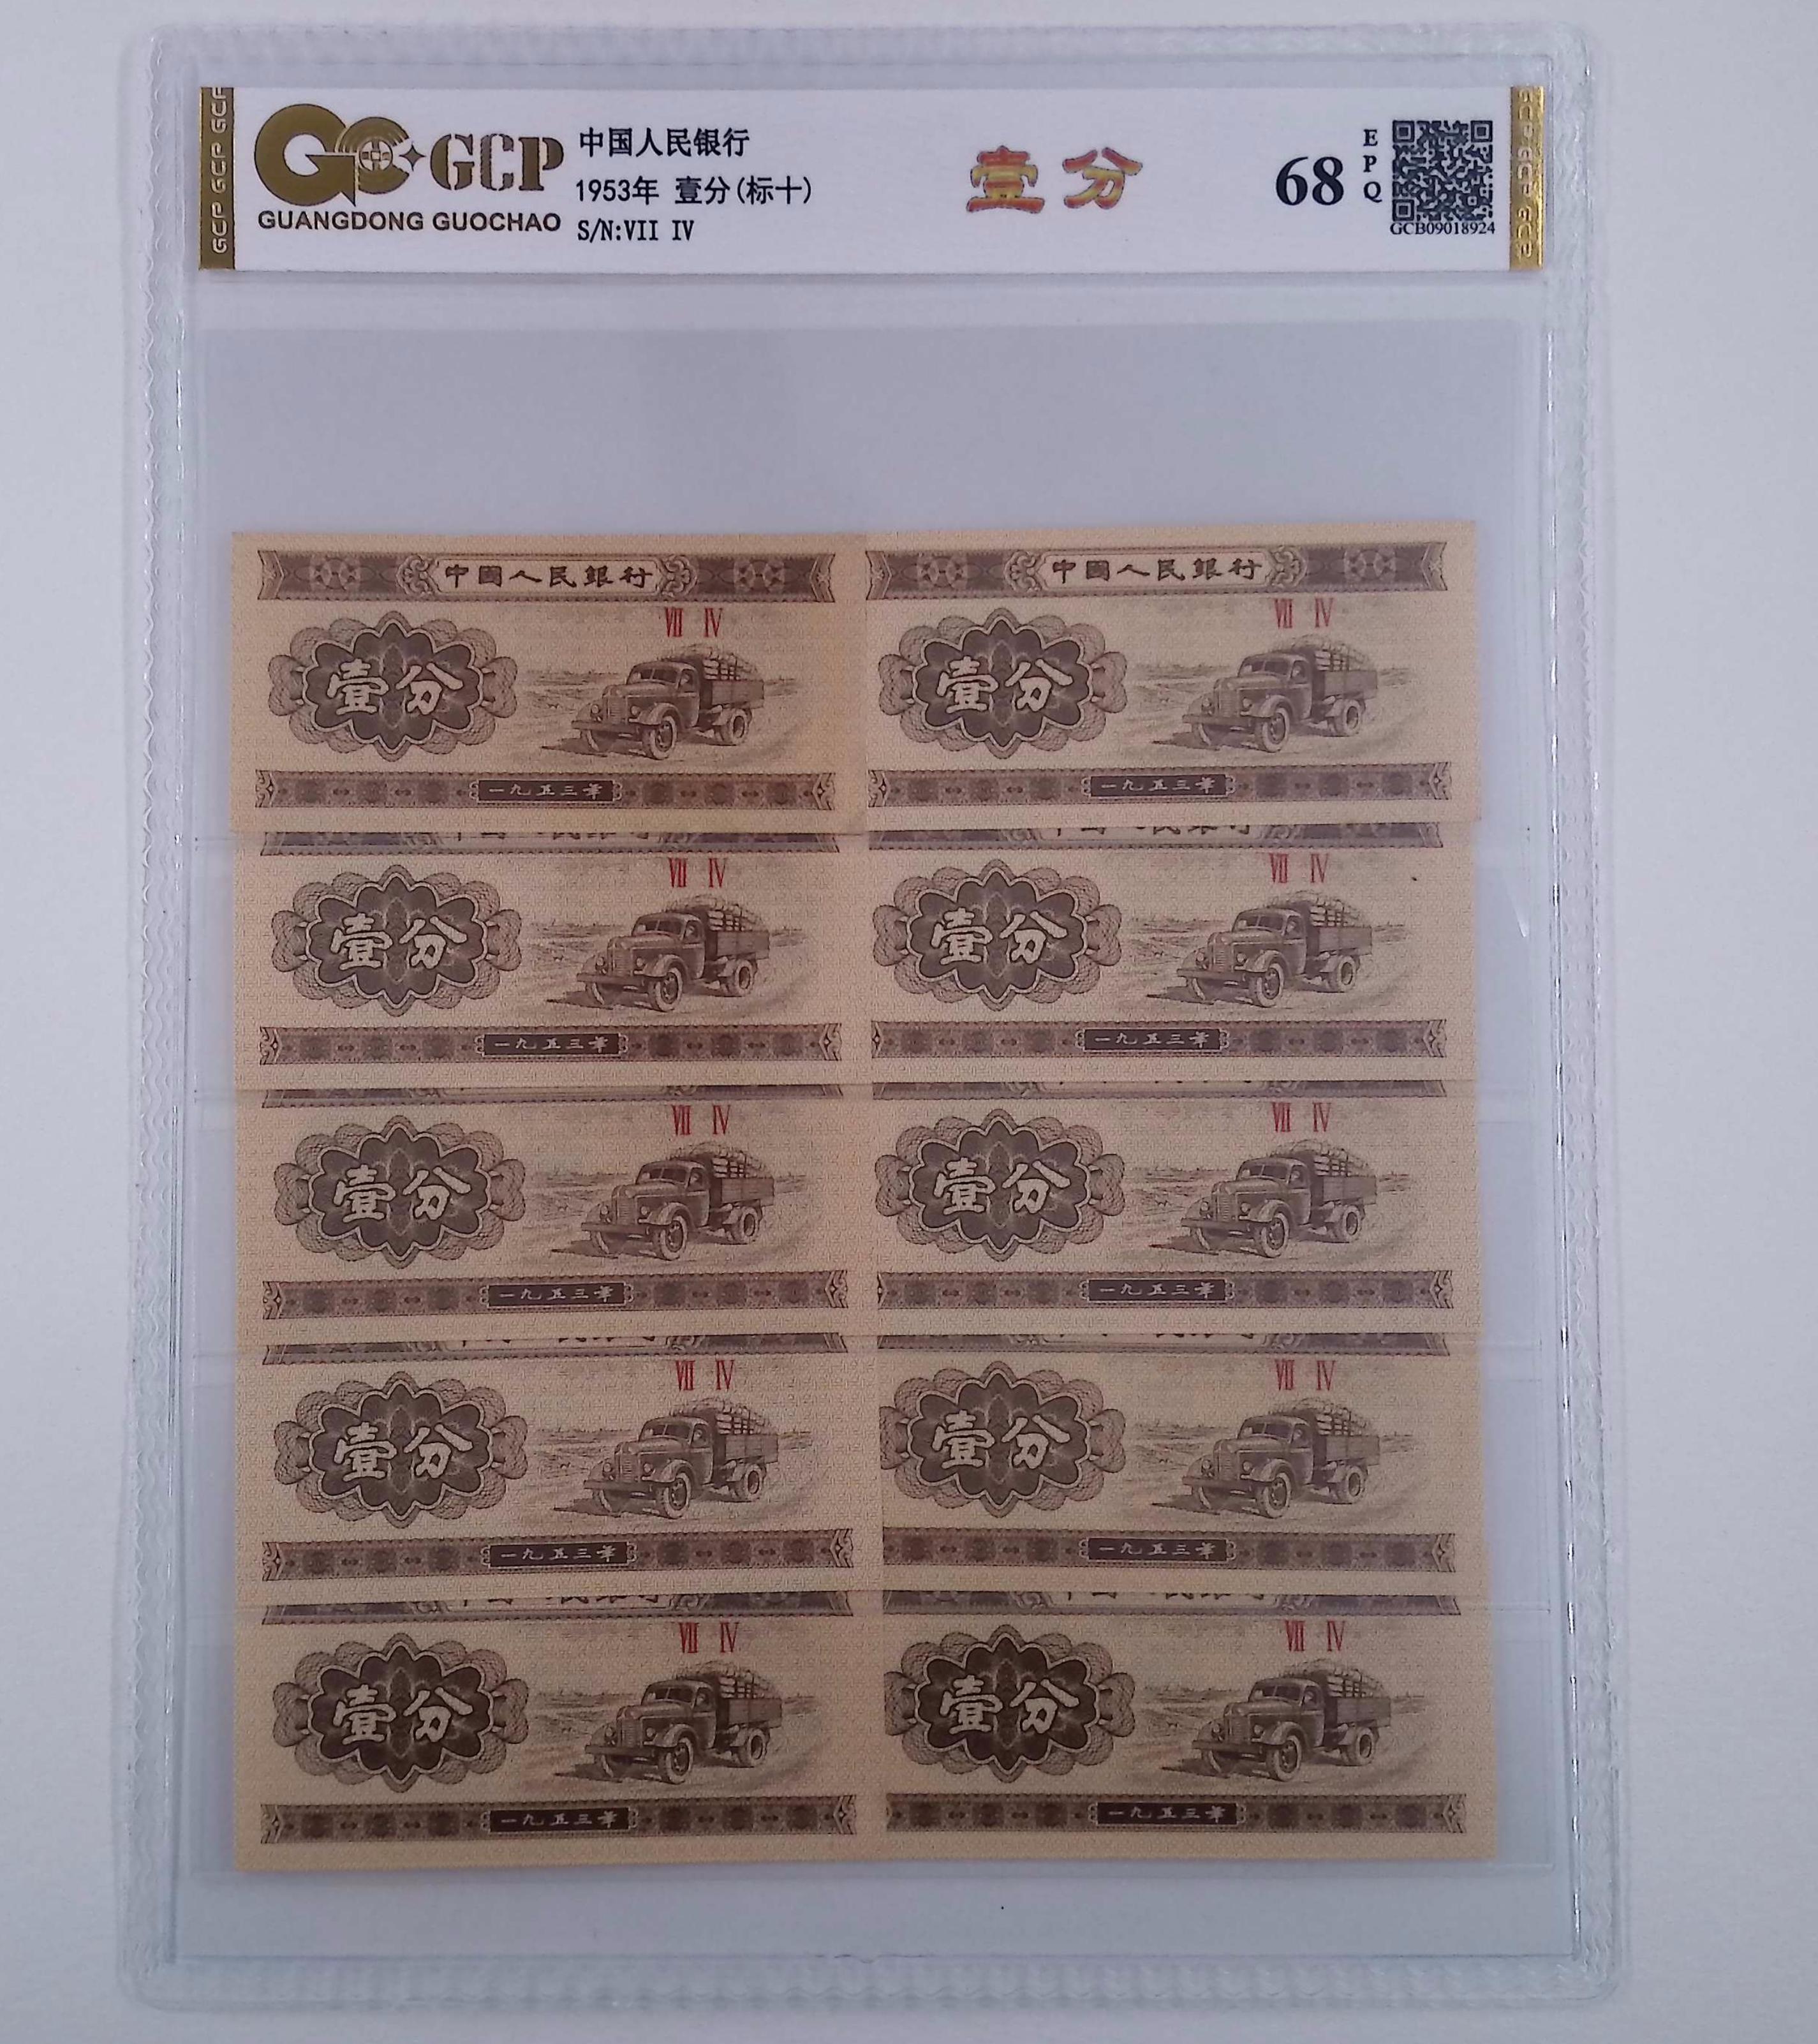 GCP
GUANGDONG GUOCHAO
中国人民银行
1953年 壹分(标十)
S/N:VII IV
壹分
68
EPQ
GCB09018924
中國人民銀行
VII IV
壹分
一九五三年
中國人民銀行
VII IV
壹分
一九五三年
VII IV
壹分
一九五三年
VII IV
壹分
一九五三年
VII IV
壹分
一九五三年
VII IV
壹分
一九五三年
VII IV
壹分
一九五三年
VII IV
壹分
一九五三年
VII IV
壹分
一九五三年
VII IV
壹分
一九五三年